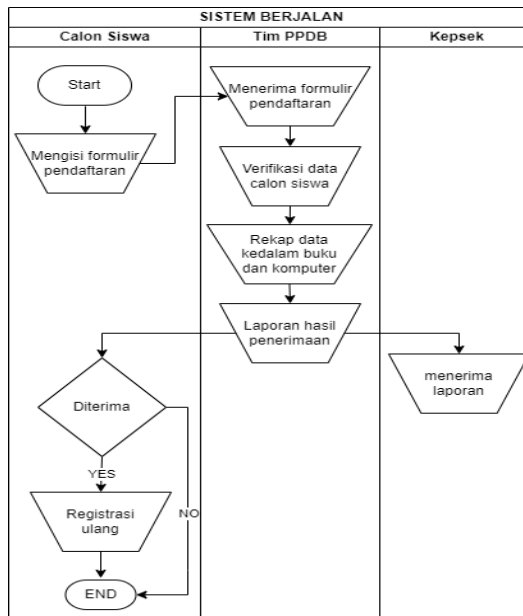 SISTEM BERJALAN
Calon Siswa
Tim PPDB
Kepsek
Start
Mengisi formulir
pendaftaran
Menerima formulir
pendaftaran
Verifikasi data
calon siswa
Rekap data
kedalam buku
dan komputer
Laporan hasil
penerimaan
menerima
laporan
Diterima
YES
NO
Registrasi
ulang
END